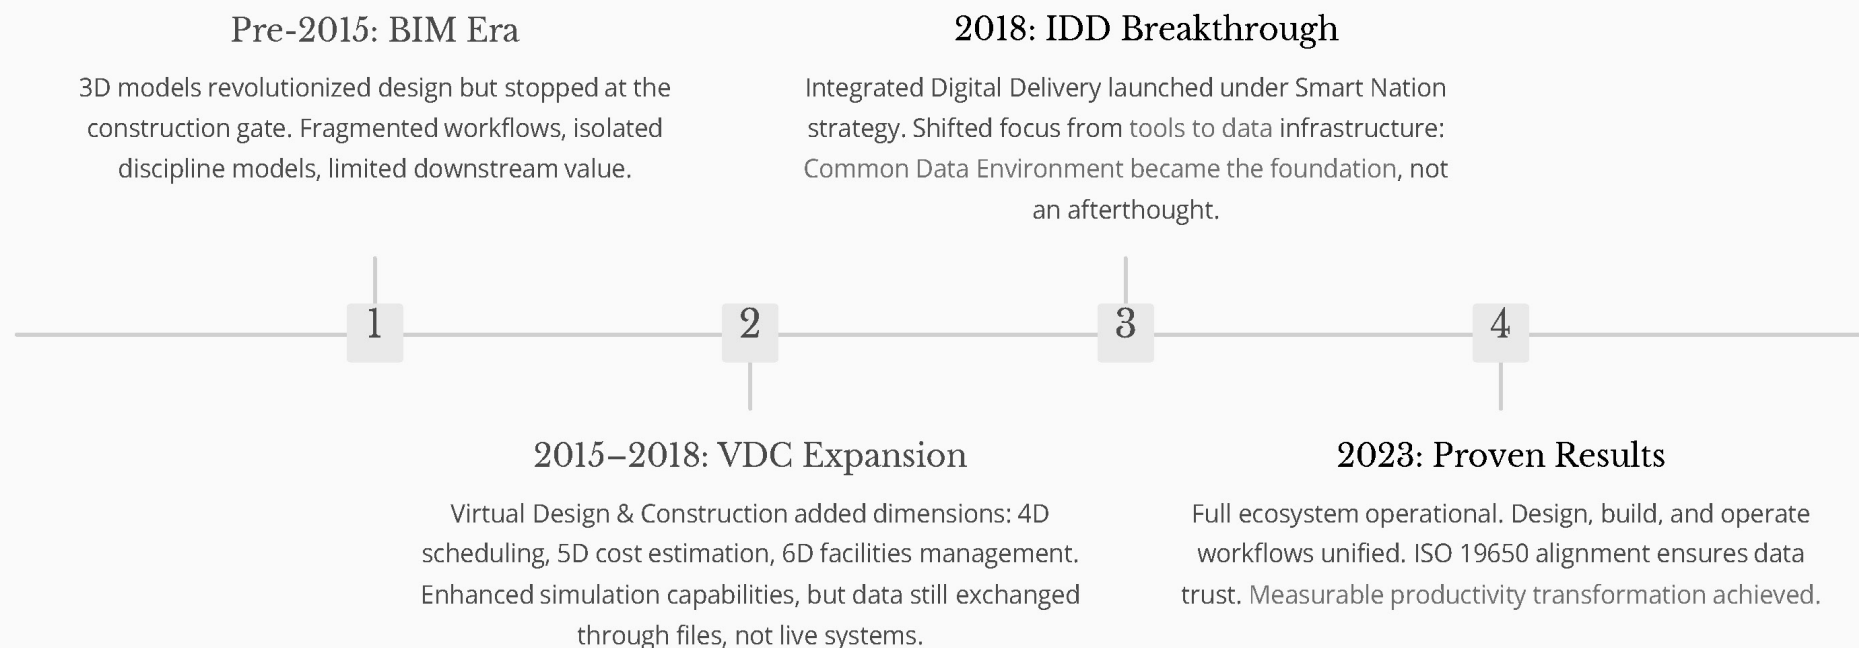 Pre-2015: BIM Era
3D models revolutionized design but stopped at the
construction gate. Fragmented workflows, isolated
discipline models, limited downstream value.
2018: IDD Breakthrough
Integrated Digital Delivery launched under Smart Nation
strategy. Shifted focus from tools to data infrastructure:
Common Data Environment became the foundation, not
an afterthought.
1
2
3
4
2015–2018: VDC Expansion
Virtual Design & Construction added dimensions: 4D
scheduling, 5D cost estimation, 6D facilities management.
Enhanced simulation capabilities, but data still exchanged
through files, not live systems.
2023: Proven Results
Full ecosystem operational. Design, build, and operate
workflows unified. ISO 19650 alignment ensures data
trust. Measurable productivity transformation achieved.